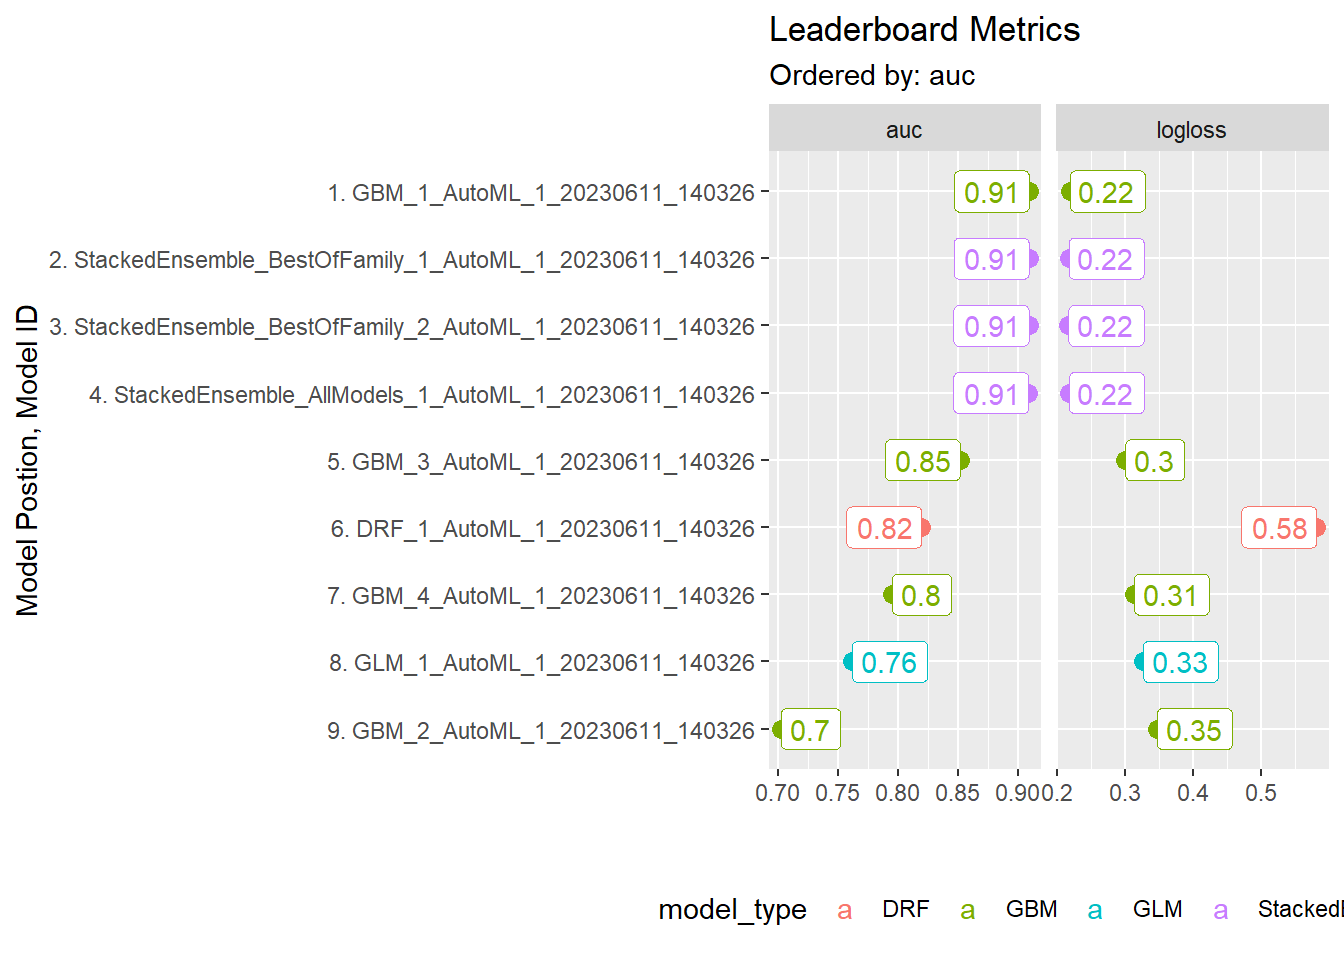 Leaderboard Metrics
Ordered by: auc
auc logloss
Model Postion, Model ID
1. GBM_1_AutoML_1_20230611_140326 0.91 0.22
2. StackedEnsemble_BestOfFamily_1_AutoML_1_20230611_140326 0.91 0.22
3. StackedEnsemble_BestOfFamily_2_AutoML_1_20230611_140326 0.91 0.22
4. StackedEnsemble_AllModels_1_AutoML_1_20230611_140326 0.91 0.22
5. GBM_3_AutoML_1_20230611_140326 0.85 0.3
6. DRF_1_AutoML_1_20230611_140326 0.82 0.58
7. GBM_4_AutoML_1_20230611_140326 0.8 0.31
8. GLM_1_AutoML_1_20230611_140326 0.76 0.33
9. GBM_2_AutoML_1_20230611_140326 0.7 0.35
0.70 0.75 0.80 0.85 0.90 0.2 0.3 0.4 0.5
model_type a DRF a GBM a GLM a Stacked